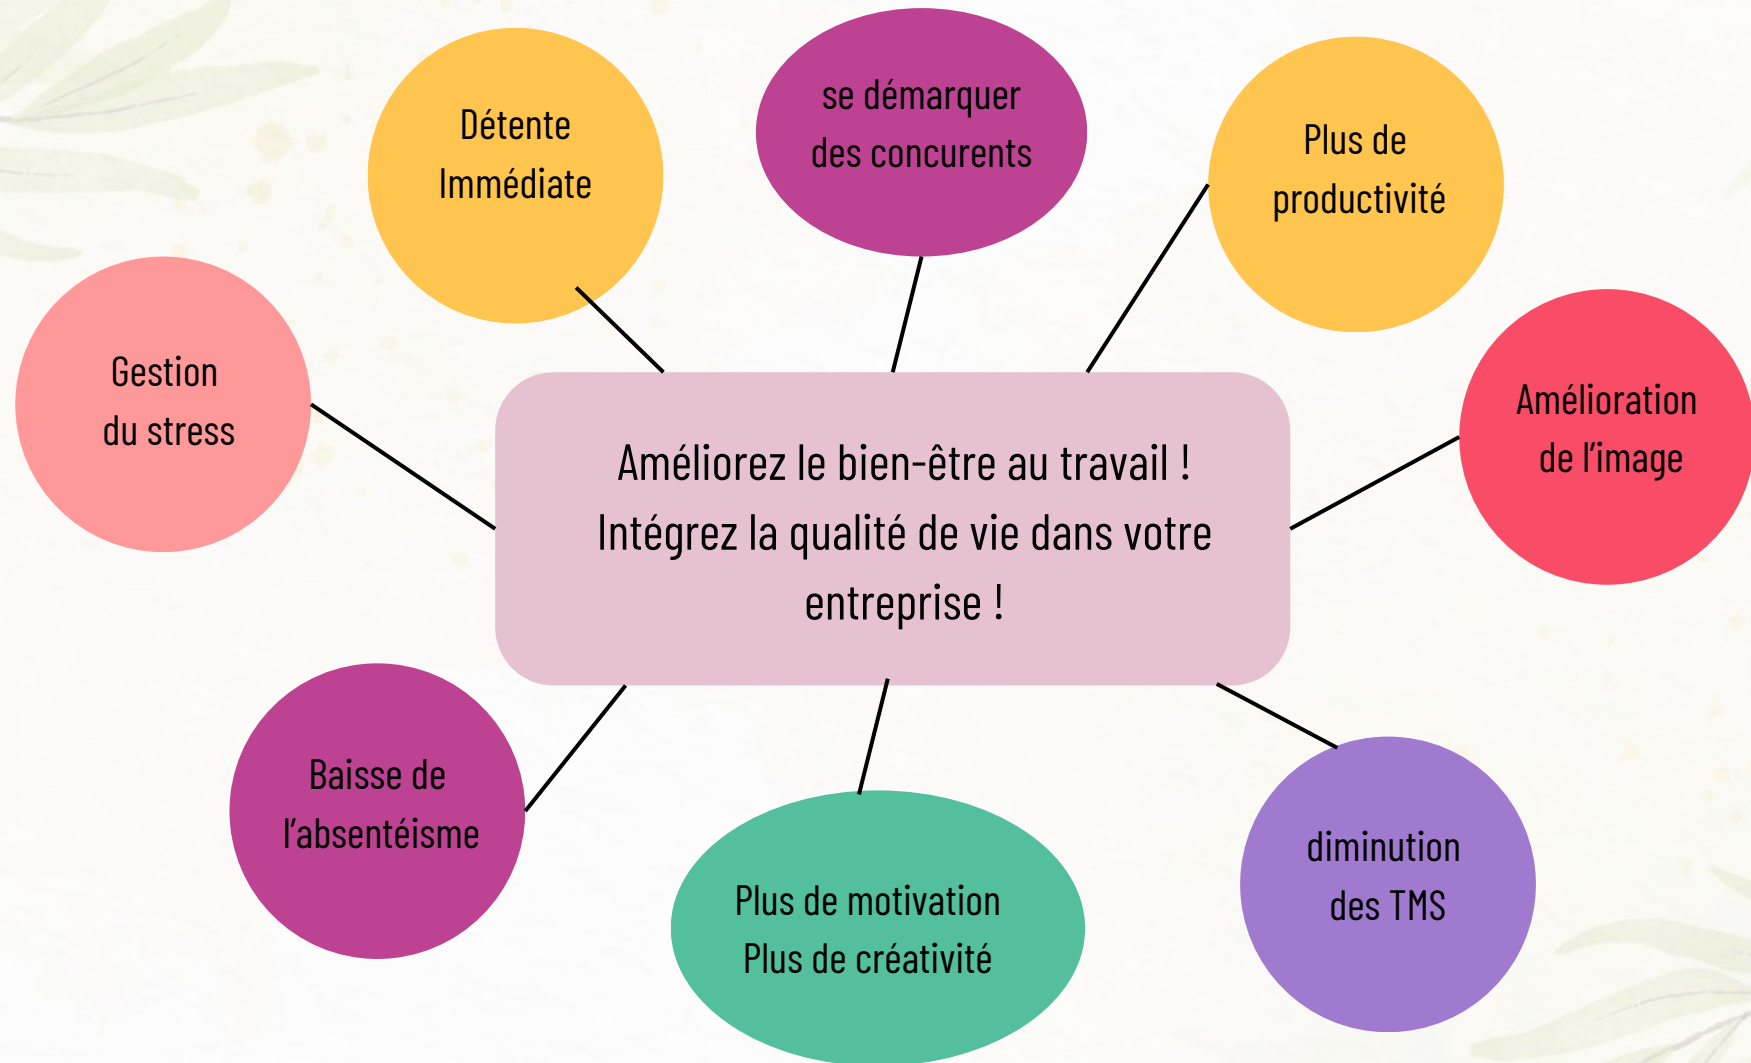 se démarquer
des concurents
Détente
Immédiate
Plus de
productivité
Gestion
du stress
Amélioration
de l'image
Améliorez le bien-être au travail !
Intégrez la qualité de vie dans votre
entreprise !
Baisse de
l'absentéisme
Plus de motivation
Plus de créativité
diminution
des TMS